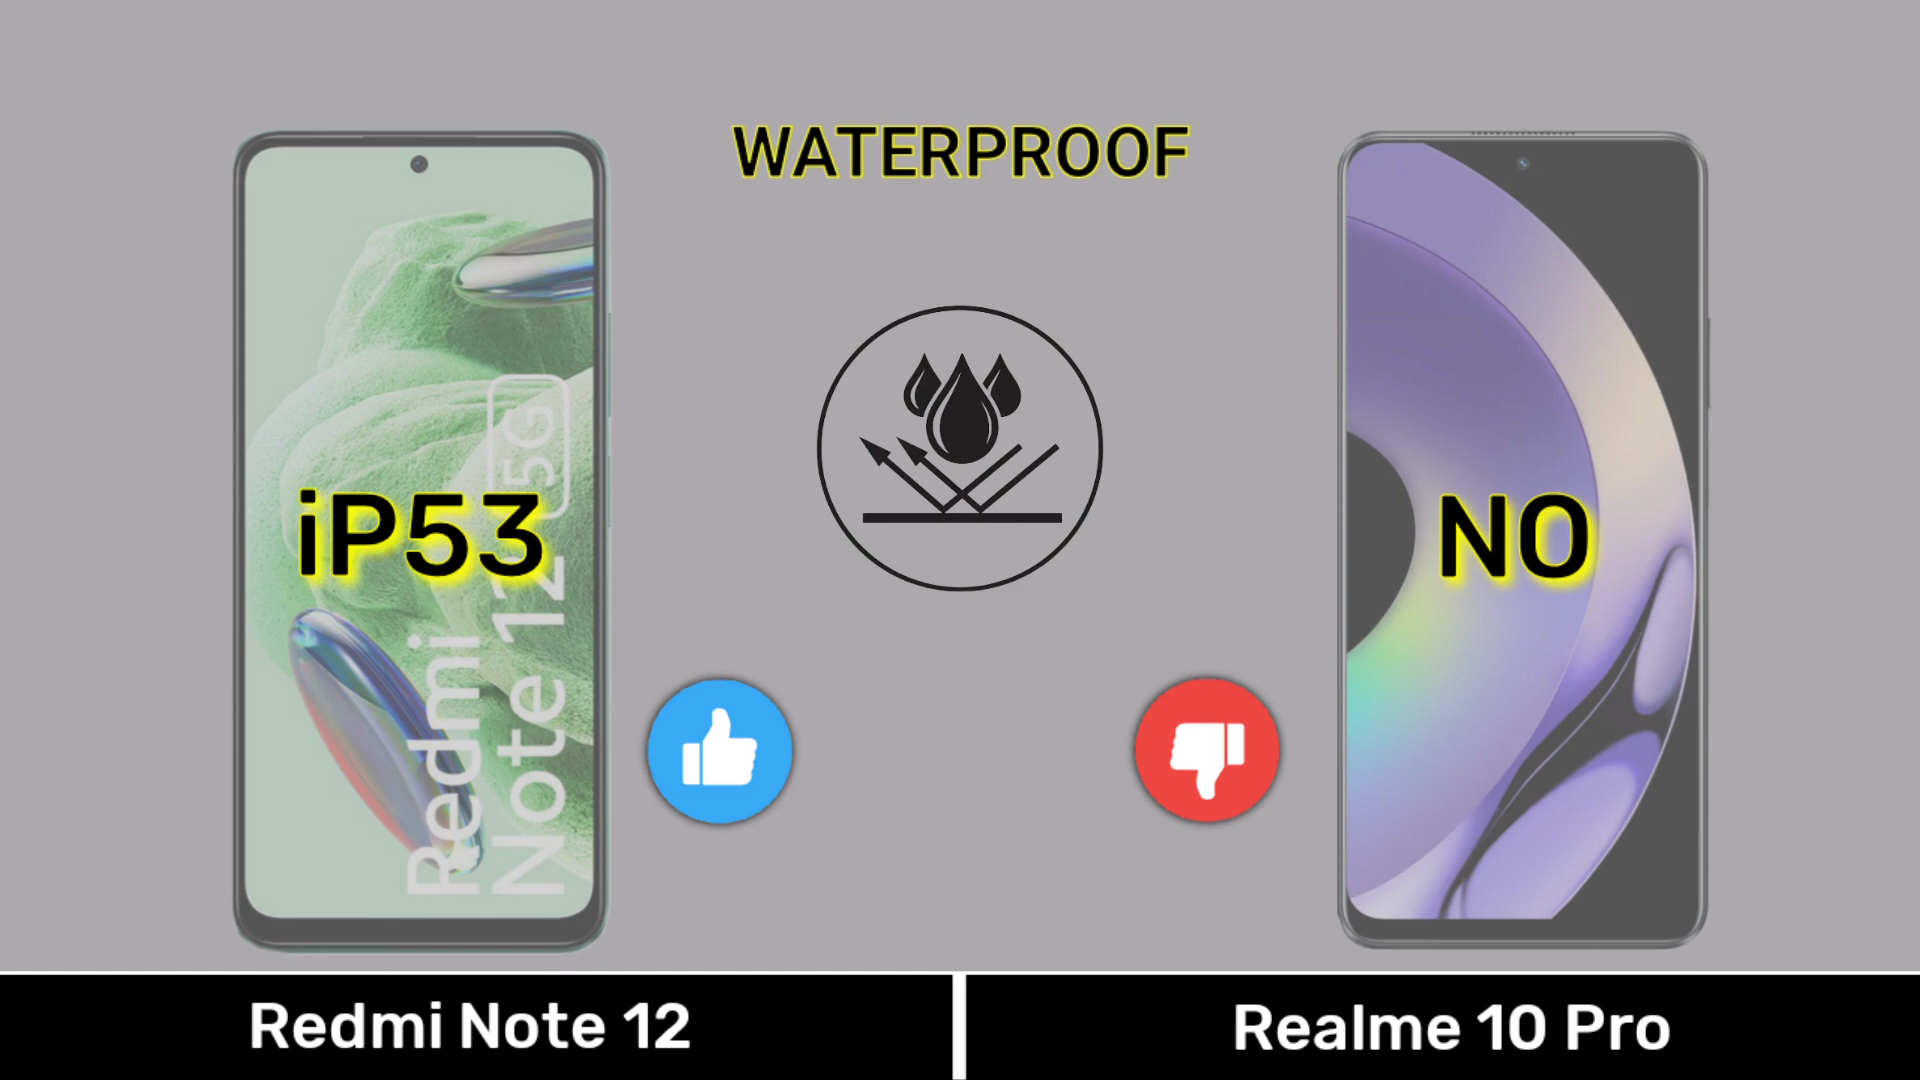 WATERPROOF
iP53
NO
Redmi
Note 12 5G
Redmi Note 12
Realme 10 Pro